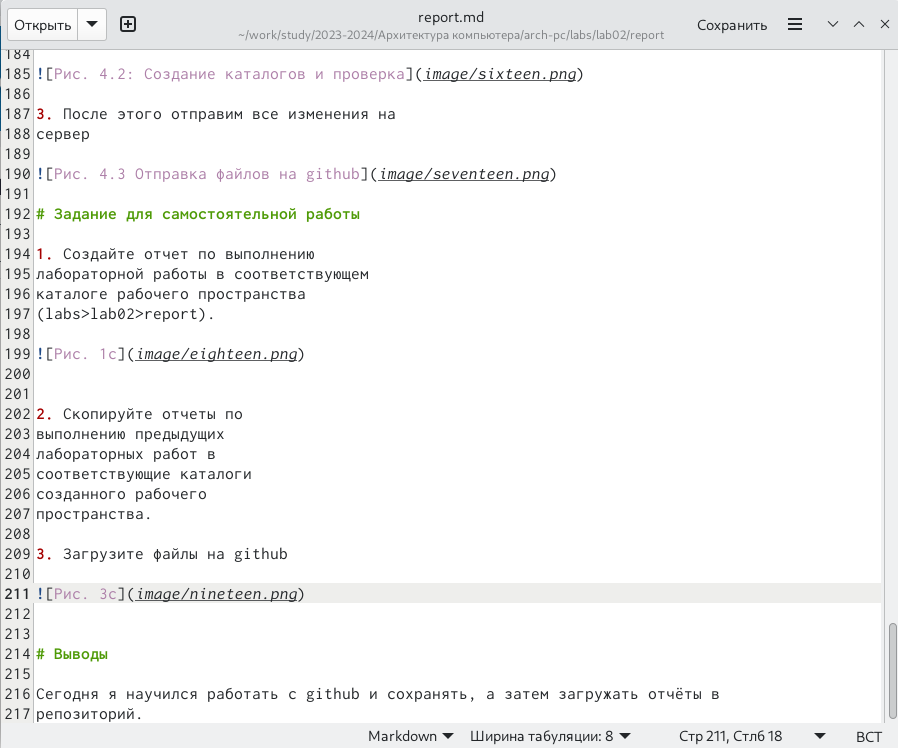 Открыть
report.md
~/work/study/2023-2024/Архитектура компьютера/arch-pc/labs/lab02/report
Сохранить
184
185 ![Рис. 4.2: Создание каталогов и проверка](image/sixteen.png)
186
187 3. После этого отправим все изменения на
188 сервер
189
190 ![Рис. 4.3 Отправка файлов на github](image/seventeen.png)
191
192 # Задание для самостоятельной работы
193
194 1. Создайте отчет по выполнению
195 лабораторной работы в соответствующем
196 каталоге рабочего пространства
197 (labs>lab02>report).
198
199 ![Рис. 1с](image/eighteen.png)
200
201
202 2. Скопируйте отчеты по
203 выполнению предыдущих
204 лабораторных работ в
205 соответствующие каталоги
206 созданного рабочего
207 пространства.
208
209 3. Загрузите файлы на github
210
211 ![Рис. 3с](image/nineteen.png)
212
213
214 # Выводы
215
216 Сегодня я научился работать с github и сохранять, а затем загружать отчёты в
217 репозиторий.
Markdown Ширина табуляции: 8 Стр 211, Стлб 18 ВСТ